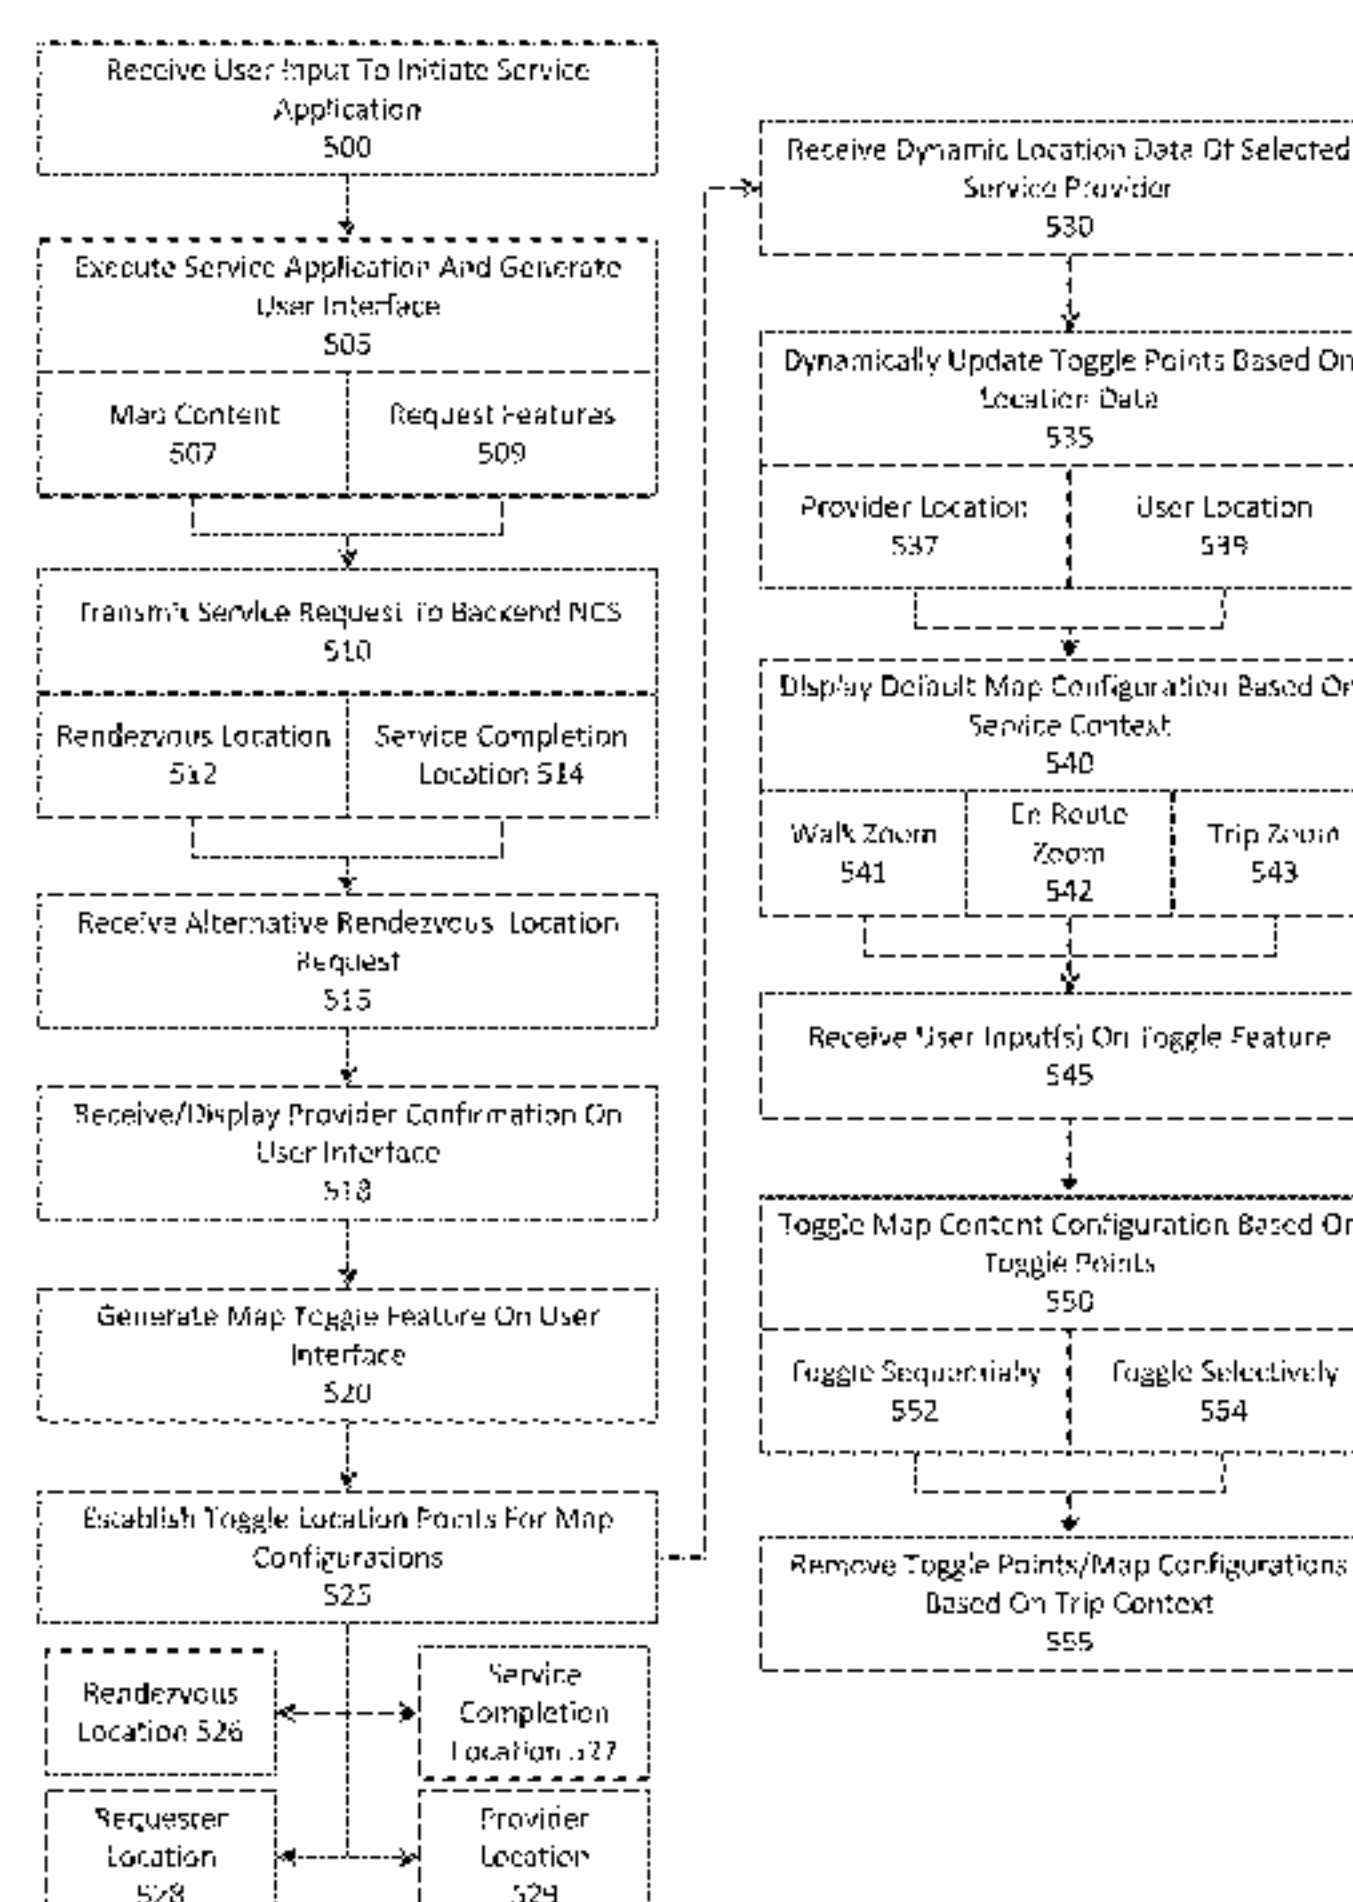 Receive User Input To Initiate Service
Application
500
Execute Service Application And Generate
User Interface
505
Map Content
507
Request Features
509
Transmit Service Request To Backend NCS
510
Rendezvous Location
512
Service Completion
Location 514
Receive Alternative Rendezvous Location
Request
515
Receive/Display Provider Confirmation On
User Interface
518
Generate Map Toggle Feature On User
Interface
520
Establish Toggle Location Points For Map
Configurations
525
Rendezvous
Location 526
Service
Completion
Location 527
Requester
Location
528
Provider
Location
529
Receive Dynamic Location Data Of Selected
Service Provider
530
Dynamically Update Toggle Points Based On
Location Data
535
Provider Location
537
User Location
539
Display Default Map Configuration Based On
Service Context
540
Walk Zoom
541
En Route
Zoom
542
Trip Zoom
543
Receive User Input(s) On Toggle Feature
545
Toggle Map Content Configuration Based On
Toggle Points
550
Toggle Sequentially
552
Toggle Selectively
554
Remove Toggle Points/Map Configurations
Based On Trip Context
555